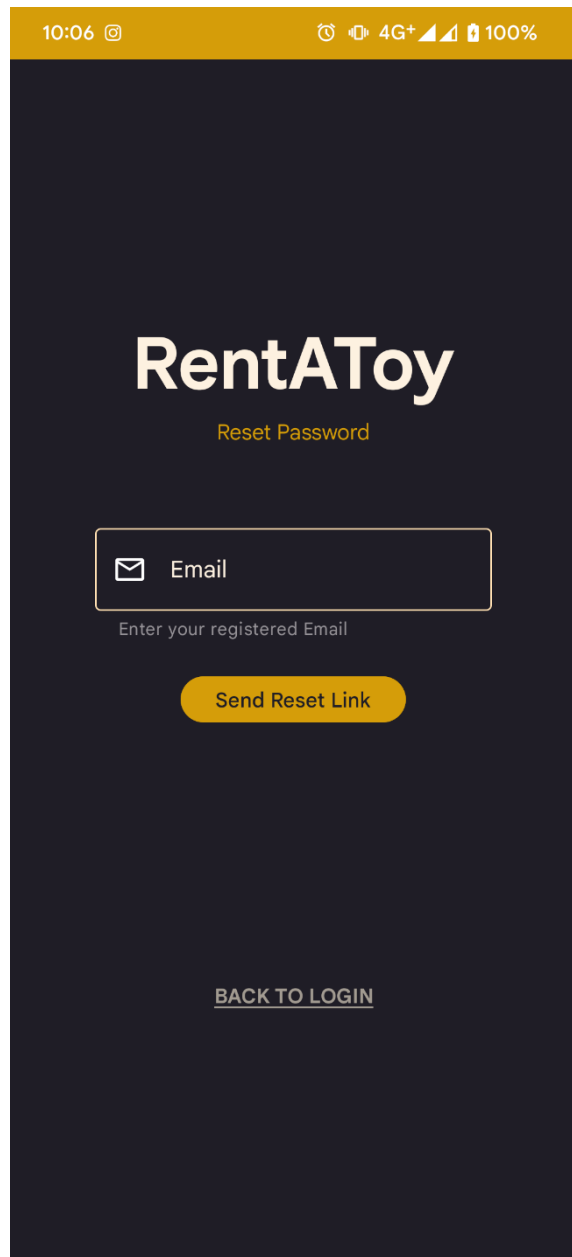 10:06 4G+ 100%
RentAToy
Reset Password
Email
Enter your registered Email
Send Reset Link
BACK TO LOGIN